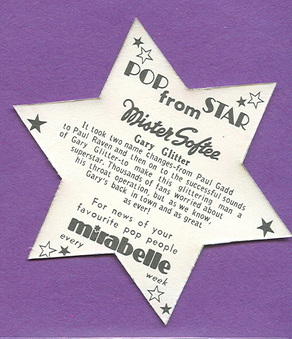 POP STAR
from
Mister Softee
Gary Glitter
It took two name changes-from Paul Gadd
to Paul Raven and then on to the successful sounds
of Gary Glitter-to make this glittering man a
superstar. Thousands of fans worried about
his throat operation, but as we know,
Gary's back in town and as great
as ever!
For news of your
favourite pop people
mirabelle
every week